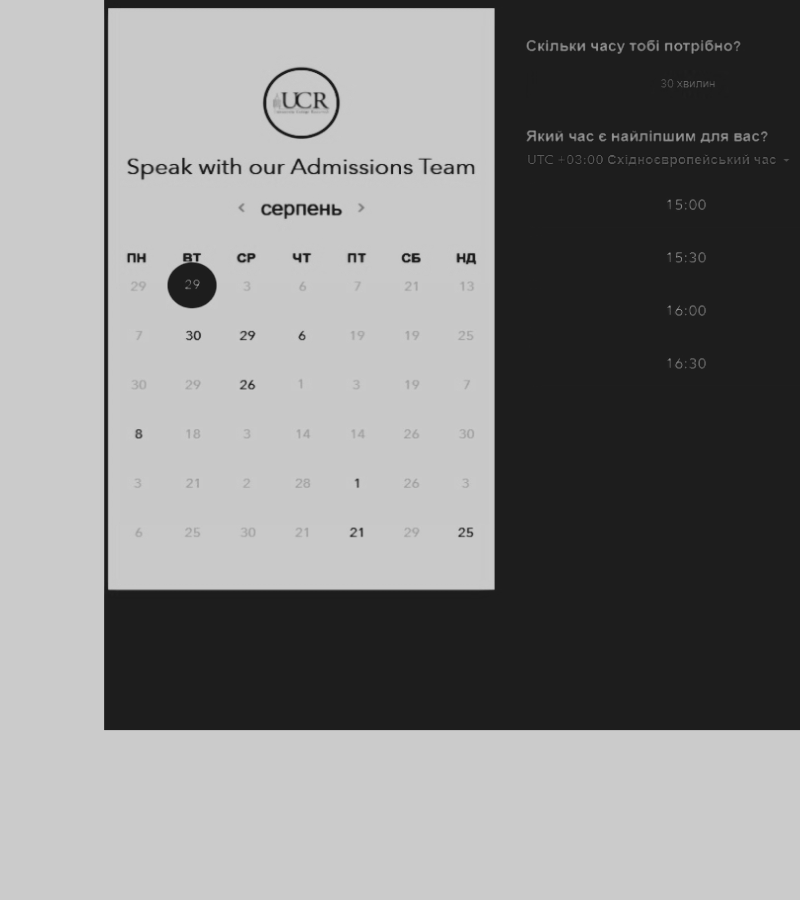 UCR
Speak with our Admissions Team
серпень
ПН ВТ СР ЧТ ПТ СБ НД
29 29 3 6 7 21 13
7 30 29 6 19 19 25
30 29 26 1 3 19 7
8 18 3 14 14 26 30
3 21 2 28 1 26 3
6 25 30 21 21 29 25
Скільки часу тобі потрібно?
30 хвилин
Який час є найліпшим для вас?
UTC +03:00 Східноєвропейський час
15:00
15:30
16:00
16:30